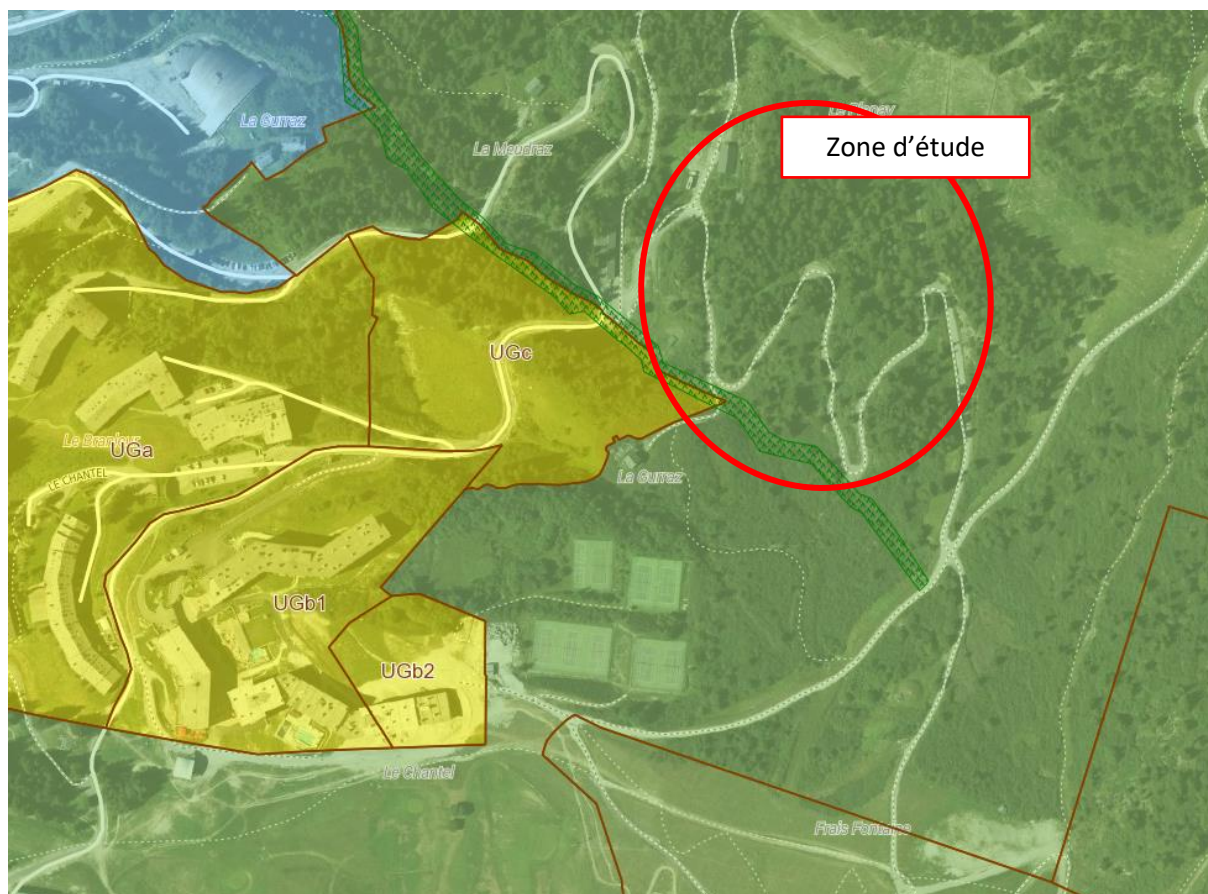 La Gurraz
La Meudraz
Zone d'étude
UGc
Le
UGa
LE CHANTEL
La Gurraz
UGb1
UGb2
Le Chantel
Frais Fontaine